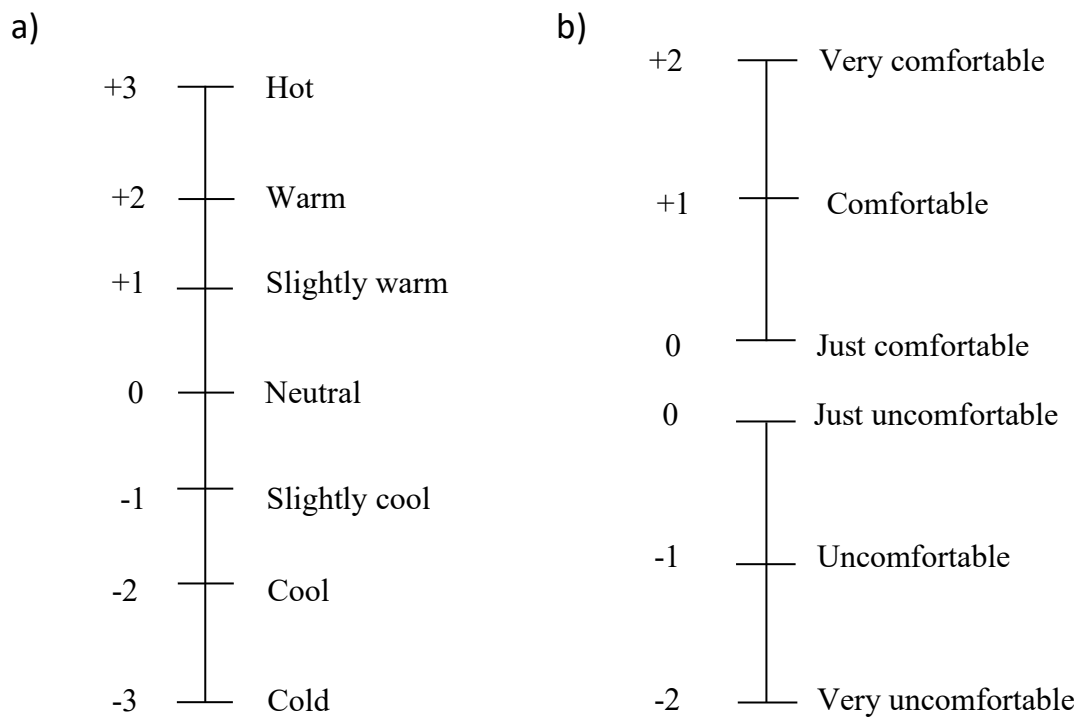 a)
+3 Hot
+2 Warm
+1 Slightly warm
0 Neutral
-1 Slightly cool
-2 Cool
-3 Cold
b)
+2 Very comfortable
+1 Comfortable
0 Just comfortable
0 Just uncomfortable
-1 Uncomfortable
-2 Very uncomfortable